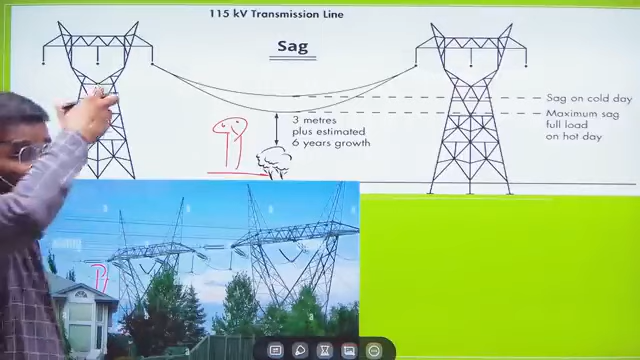 115 kV Transmission Line
Sag
Sag on cold day
Maximum sag
full load
on hot day
3 metres
plus estimated
6 years growth